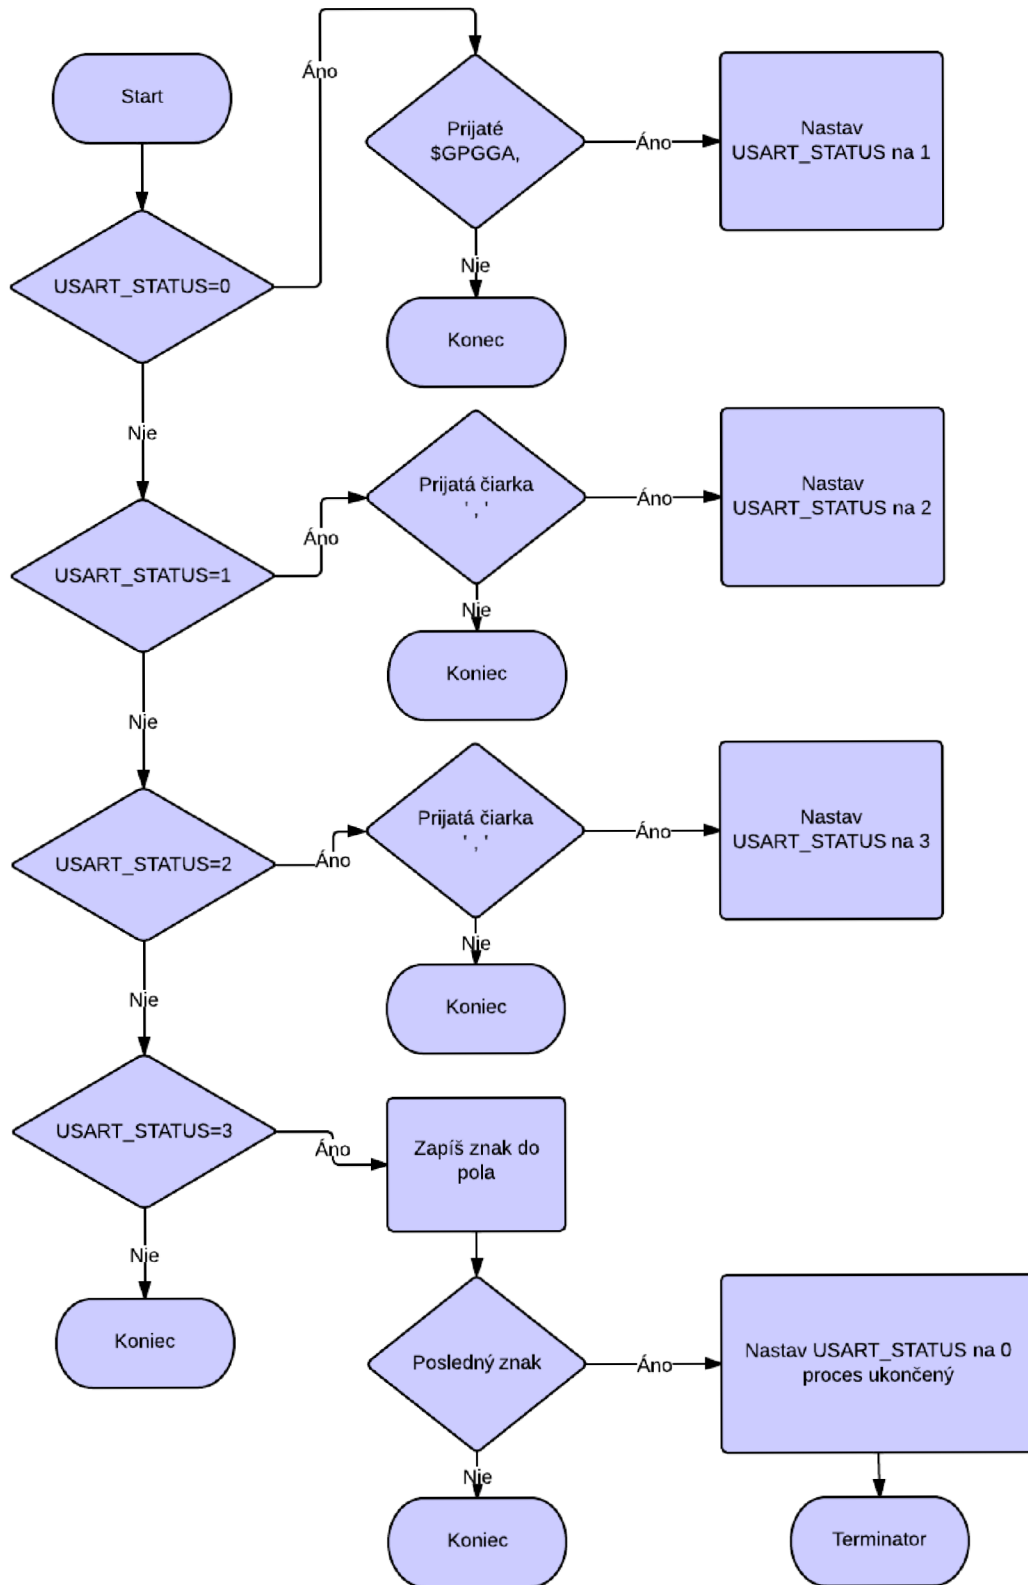 Start
USART_STATUS=0
Áno
Prijaté
$GPGGA,
Áno
Nastav
USART_STATUS na 1
Nie
Konec
Nie
USART_STATUS=1
Áno
Prijatá čiarka
' , '
Áno
Nastav
USART_STATUS na 2
Nie
Koniec
Nie
USART_STATUS=2
Áno
Prijatá čiarka
' , '
Áno
Nastav
USART_STATUS na 3
Nie
Koniec
Nie
USART_STATUS=3
Áno
Zapíš znak do
pola
Nie
Koniec
Posledný znak
Áno
Nastav USART_STATUS na 0
proces ukončený
Nie
Koniec
Terminator